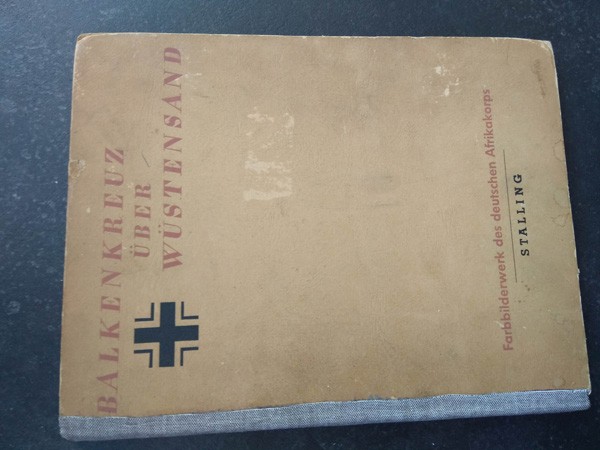 BALKENKREUZ
ÜBER
WÜSTENSAND
Farbbilderwerk des deutschen Afrikakorps
STALLING